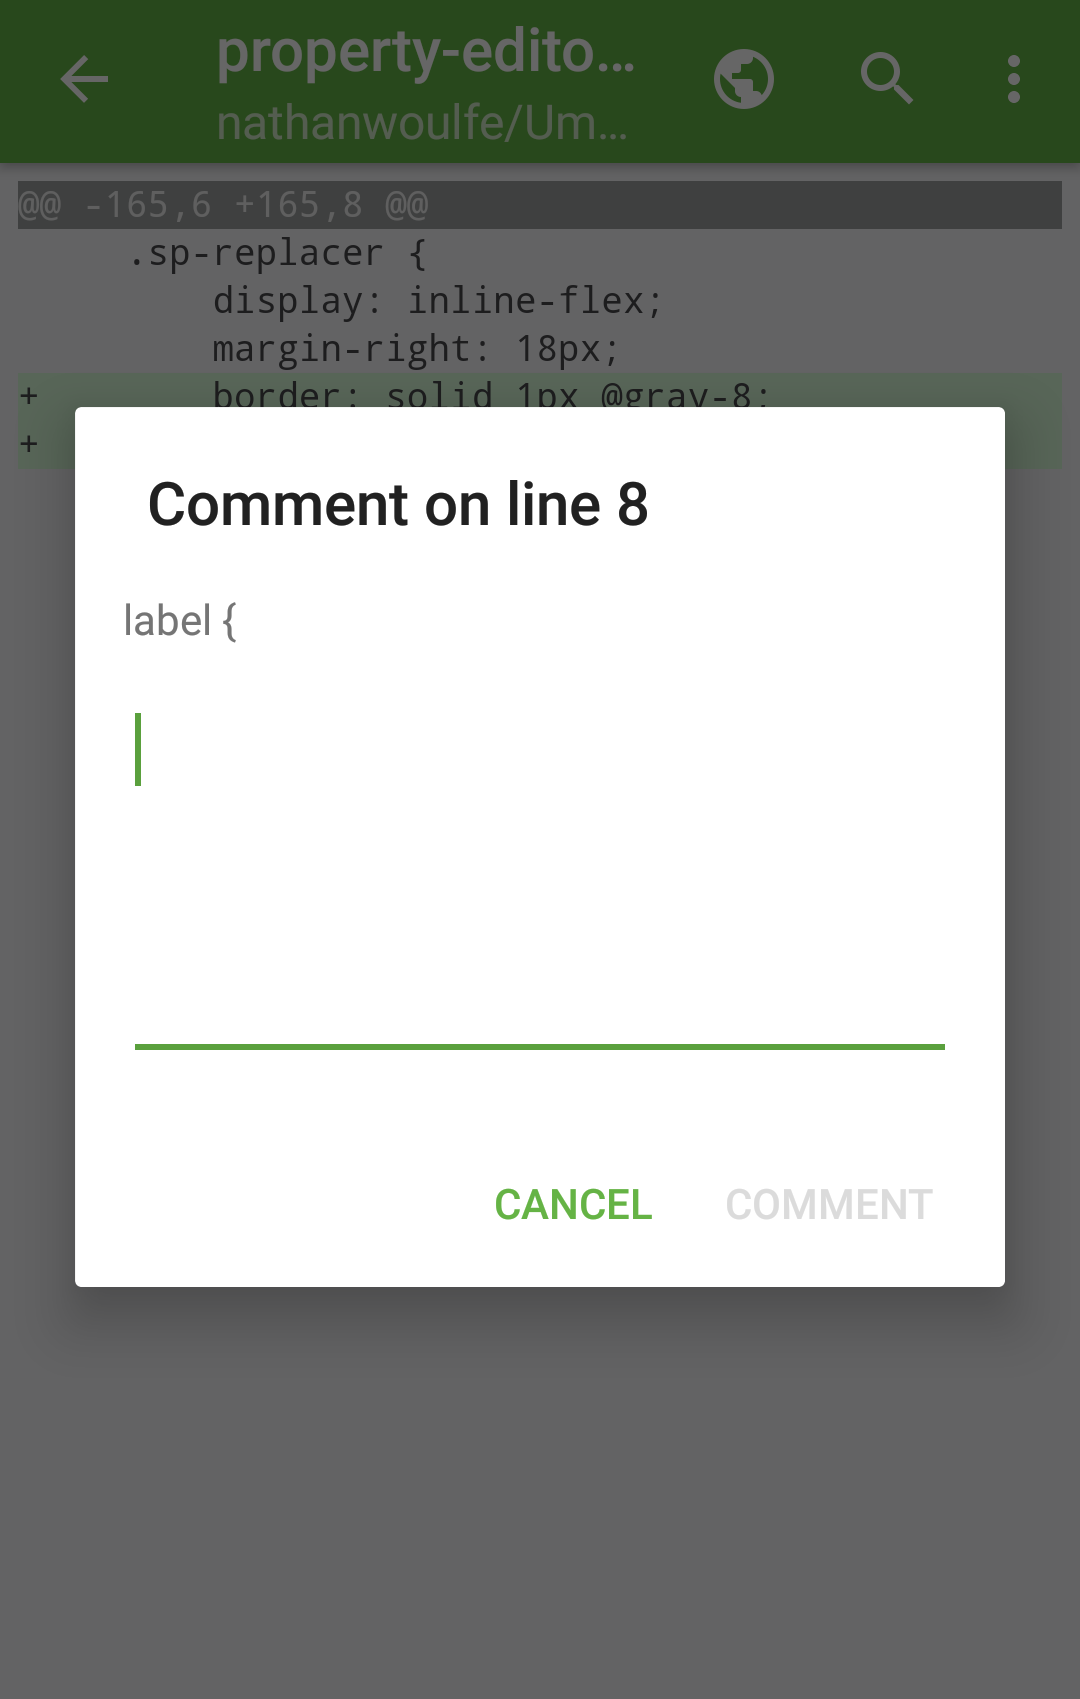 property-edito...
nathanwoulfe/Um...
@@ -165,6 +165,8 @@
.sp-replacer {
display: inline-flex;
margin-right: 18px;
+ border: solid 1px @gray-8;
+
Comment on line 8
label {
CANCEL COMMENT